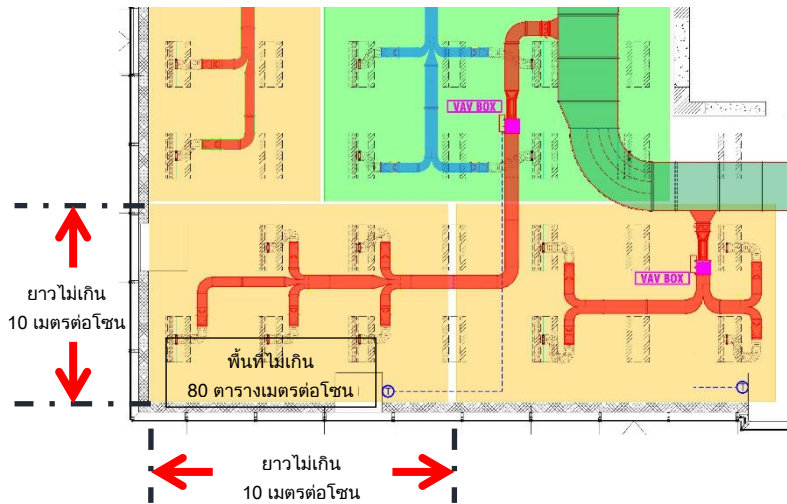 VAV BOX
VAV BOX
ยาวไม่เกิน
10 เมตรต่อโซน
พื้นที่ไม่เกิน
80 ตารางเมตรต่อโซน
T
T
ยาวไม่เกิน
10 เมตรต่อโซน